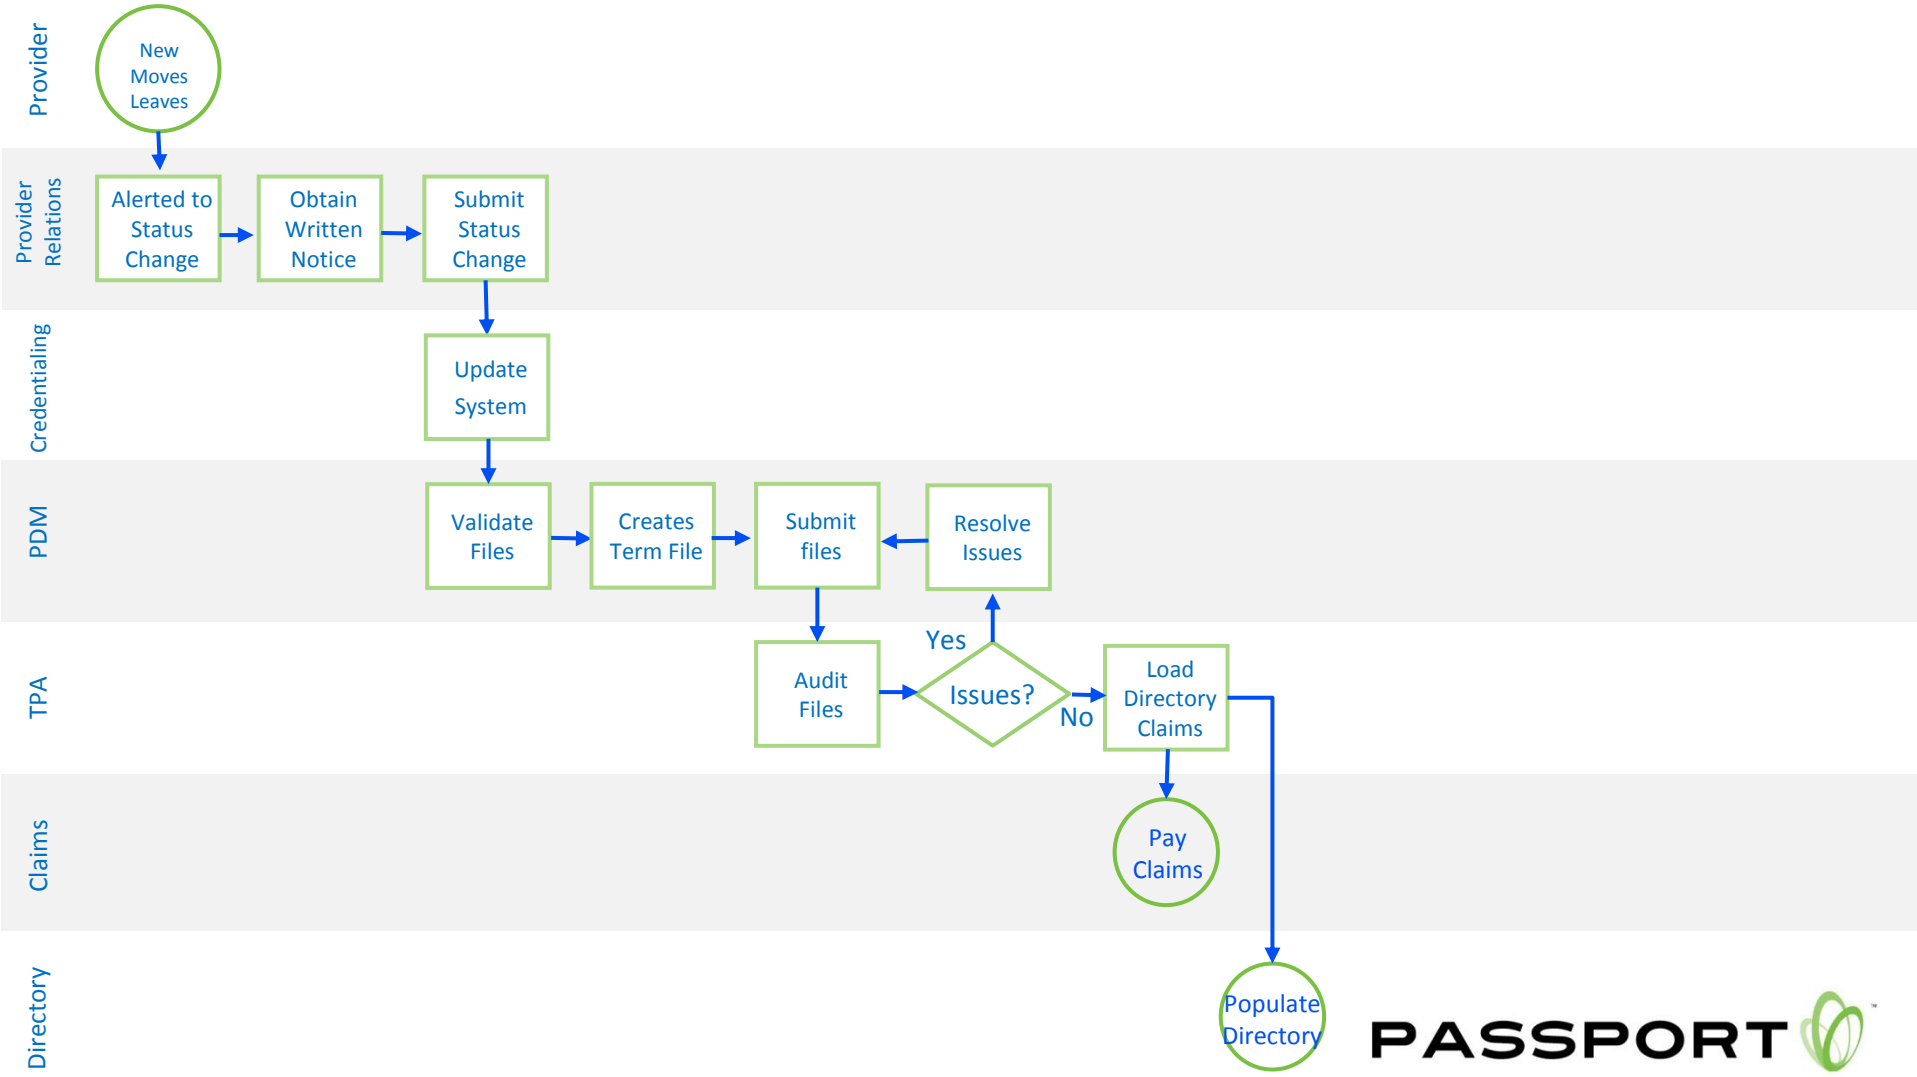 Provider
New
Moves
Leaves
Provider
Relations
Alerted to
Status
Change
Obtain
Written
Notice
Submit
Status
Change
Credentialing
Update
System
PDM
Validate
Files
Creates
Term File
Submit
files
Resolve
Issues
TPA
Audit
Files
Yes
Issues?
No
Load
Directory
Claims
Claims
Pay
Claims
Directory
Populate
Directory
PASSPORT ™